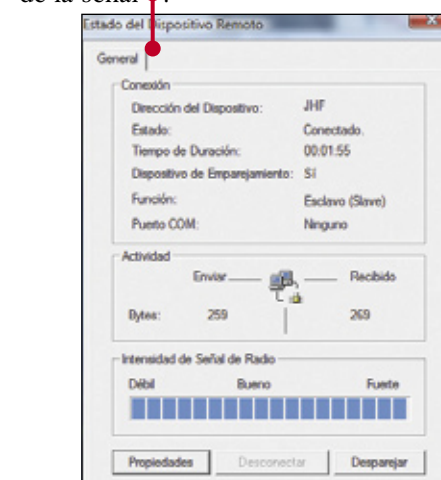 de la señal
Estado del Dispositivo Remoto
General
Conexión
Dirección del Dispositivo: JHF
Estado: Conectado.
Tiempo de Duración: 00:01:55
Dispositivo de Emparejamiento: Sí
Función: Esclavo (Slave)
Puerto COM: Ninguno
Actividad
Enviar Recibido
Bytes: 259 269
Intensidad de Señal de Radio
Débil Bueno Fuerte
Propiedades Desconectar Desparejar